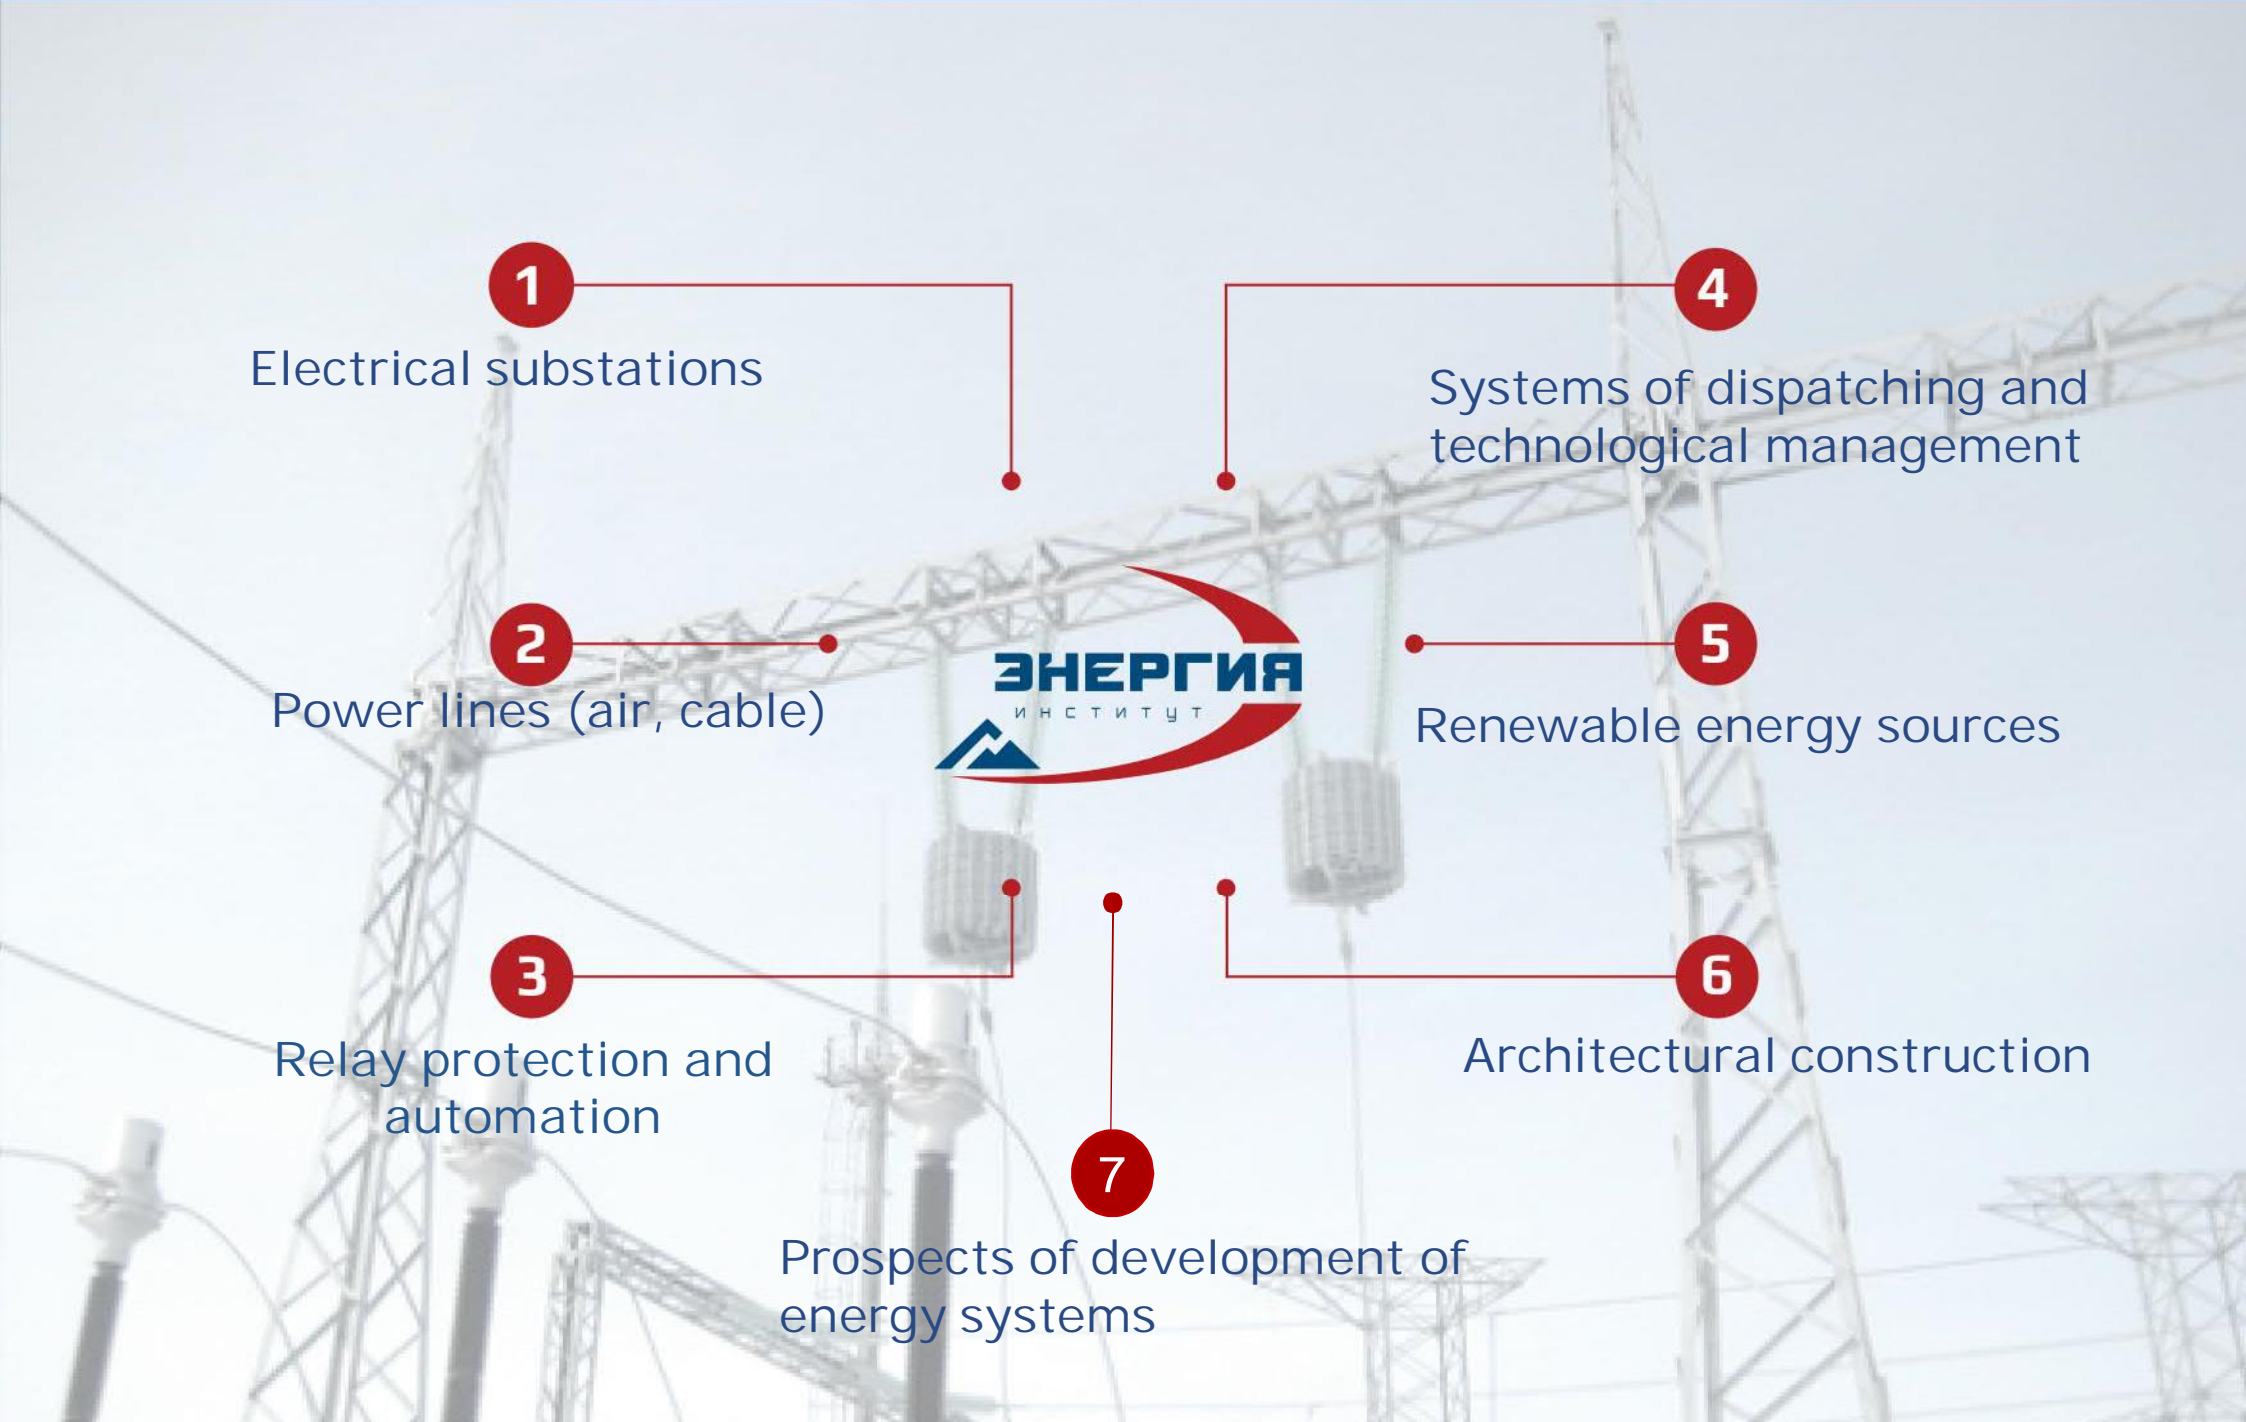 1
Electrical substations
2
Power lines (air, cable)
3
Relay protection and
automation
4
Systems of dispatching and
technological management
5
Renewable energy sources
6
Architectural construction
7
Prospects of development of
energy systems
ЭНЕРГИЯ
ИНСТИТУТ